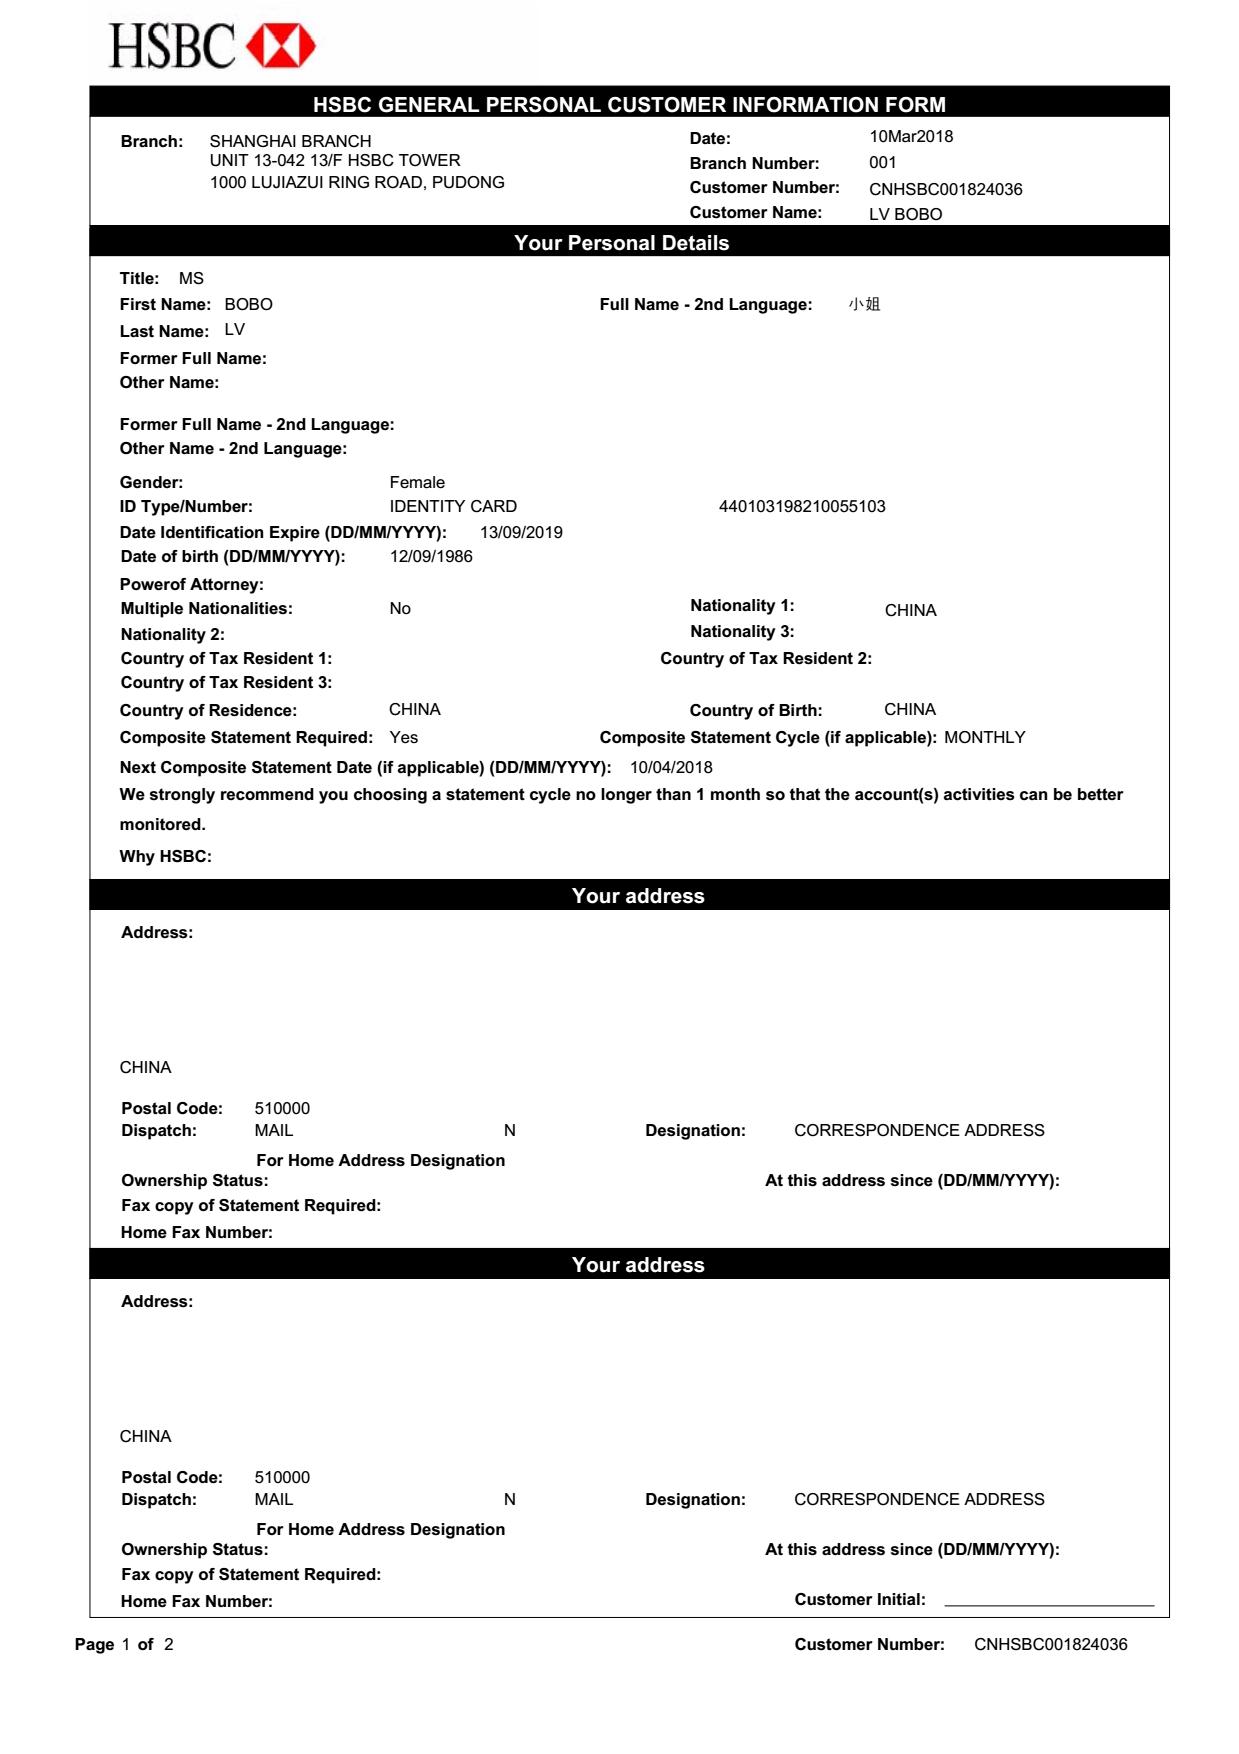 HSBC
HSBC GENERAL PERSONAL CUSTOMER INFORMATION FORM
Branch: SHANGHAI BRANCH
UNIT 13-042 13/F HSBC TOWER
1000 LUJIAZUI RING ROAD, PUDONG
Date: 10Mar2018
Branch Number: 001
Customer Number: CNHSBC001824036
Customer Name: LV BOBO
Your Personal Details
Title: MS
First Name: BOBO Full Name - 2nd Language: 小姐
Last Name: LV
Former Full Name:
Other Name:
Former Full Name - 2nd Language:
Other Name - 2nd Language:
Gender: Female
ID Type/Number: IDENTITY CARD 440103198210055103
Date Identification Expire (DD/MM/YYYY): 13/09/2019
Date of birth (DD/MM/YYYY): 12/09/1986
Powerof Attorney:
Multiple Nationalities: No Nationality 1: CHINA
Nationality 2: Nationality 3:
Country of Tax Resident 1: Country of Tax Resident 2:
Country of Tax Resident 3:
Country of Residence: CHINA Country of Birth: CHINA
Composite Statement Required: Yes Composite Statement Cycle (if applicable): MONTHLY
Next Composite Statement Date (if applicable) (DD/MM/YYYY): 10/04/2018
We strongly recommend you choosing a statement cycle no longer than 1 month so that the account(s) activities can be better
monitored.
Why HSBC:
Your address
Address:
CHINA
Postal Code: 510000
Dispatch: MAIL N Designation: CORRESPONDENCE ADDRESS
For Home Address Designation
Ownership Status: At this address since (DD/MM/YYYY):
Fax copy of Statement Required:
Home Fax Number:
Your address
Address:
CHINA
Postal Code: 510000
Dispatch: MAIL N Designation: CORRESPONDENCE ADDRESS
For Home Address Designation
Ownership Status: At this address since (DD/MM/YYYY):
Fax copy of Statement Required:
Home Fax Number: Customer Initial:
Page 1 of 2 Customer Number: CNHSBC001824036